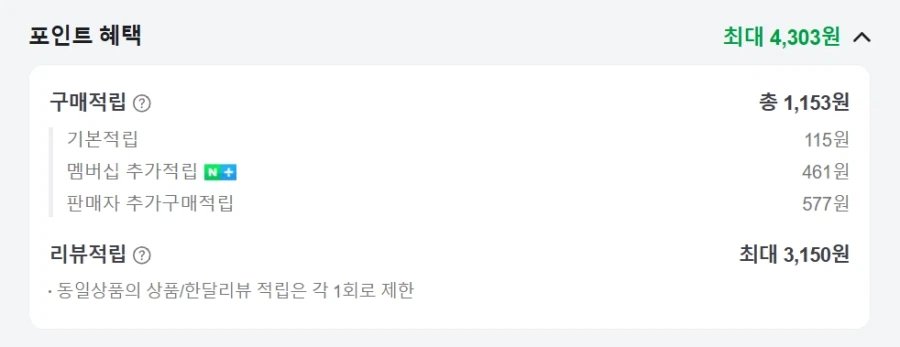 포인트 혜택 최대 4,303원
구매적립 ? 총 1,153원
기본적립 115원
멤버십 추가적립 N+ 461원
판매자 추가구매적립 577원
리뷰적립 ? 최대 3,150원
· 동일상품의 상품/한달리뷰 적립은 각 1회로 제한